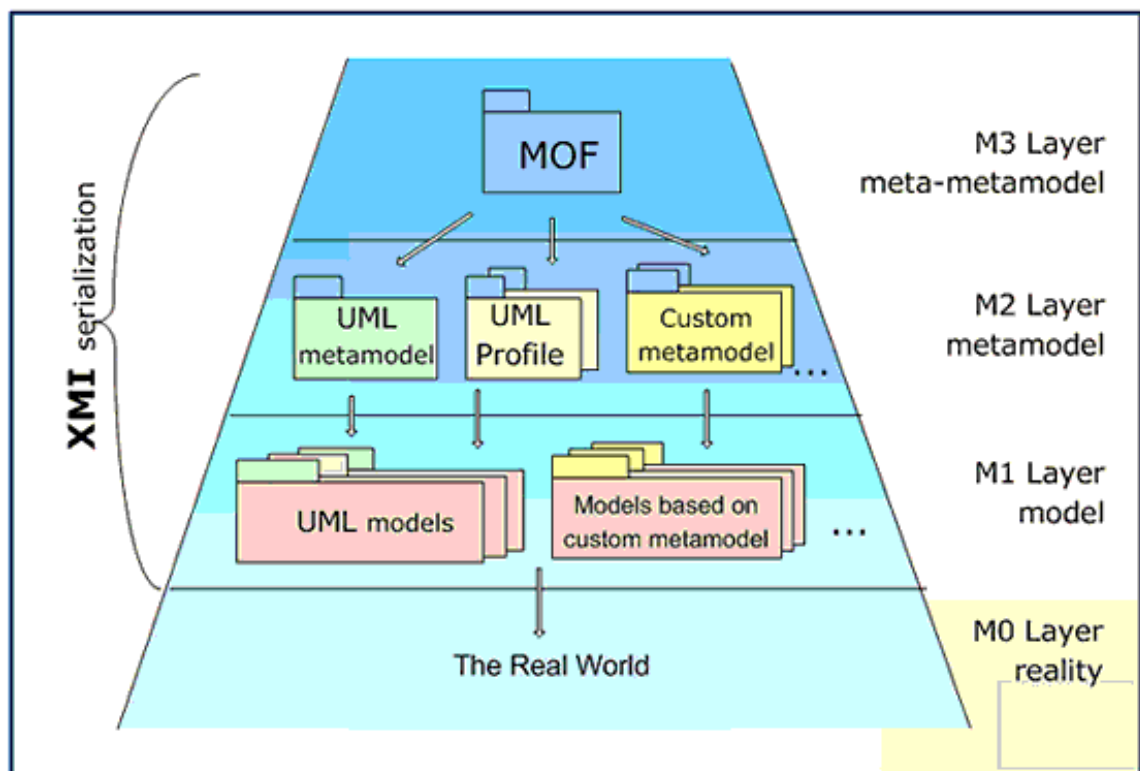 MOF
M3 Layer
meta-metamodel
XMI serialization
UML
metamodel
UML
Profile
Custom
metamodel
...
M2 Layer
metamodel
UML models
Models based on
custom metamodel
...
M1 Layer
model
The Real World
M0 Layer
reality